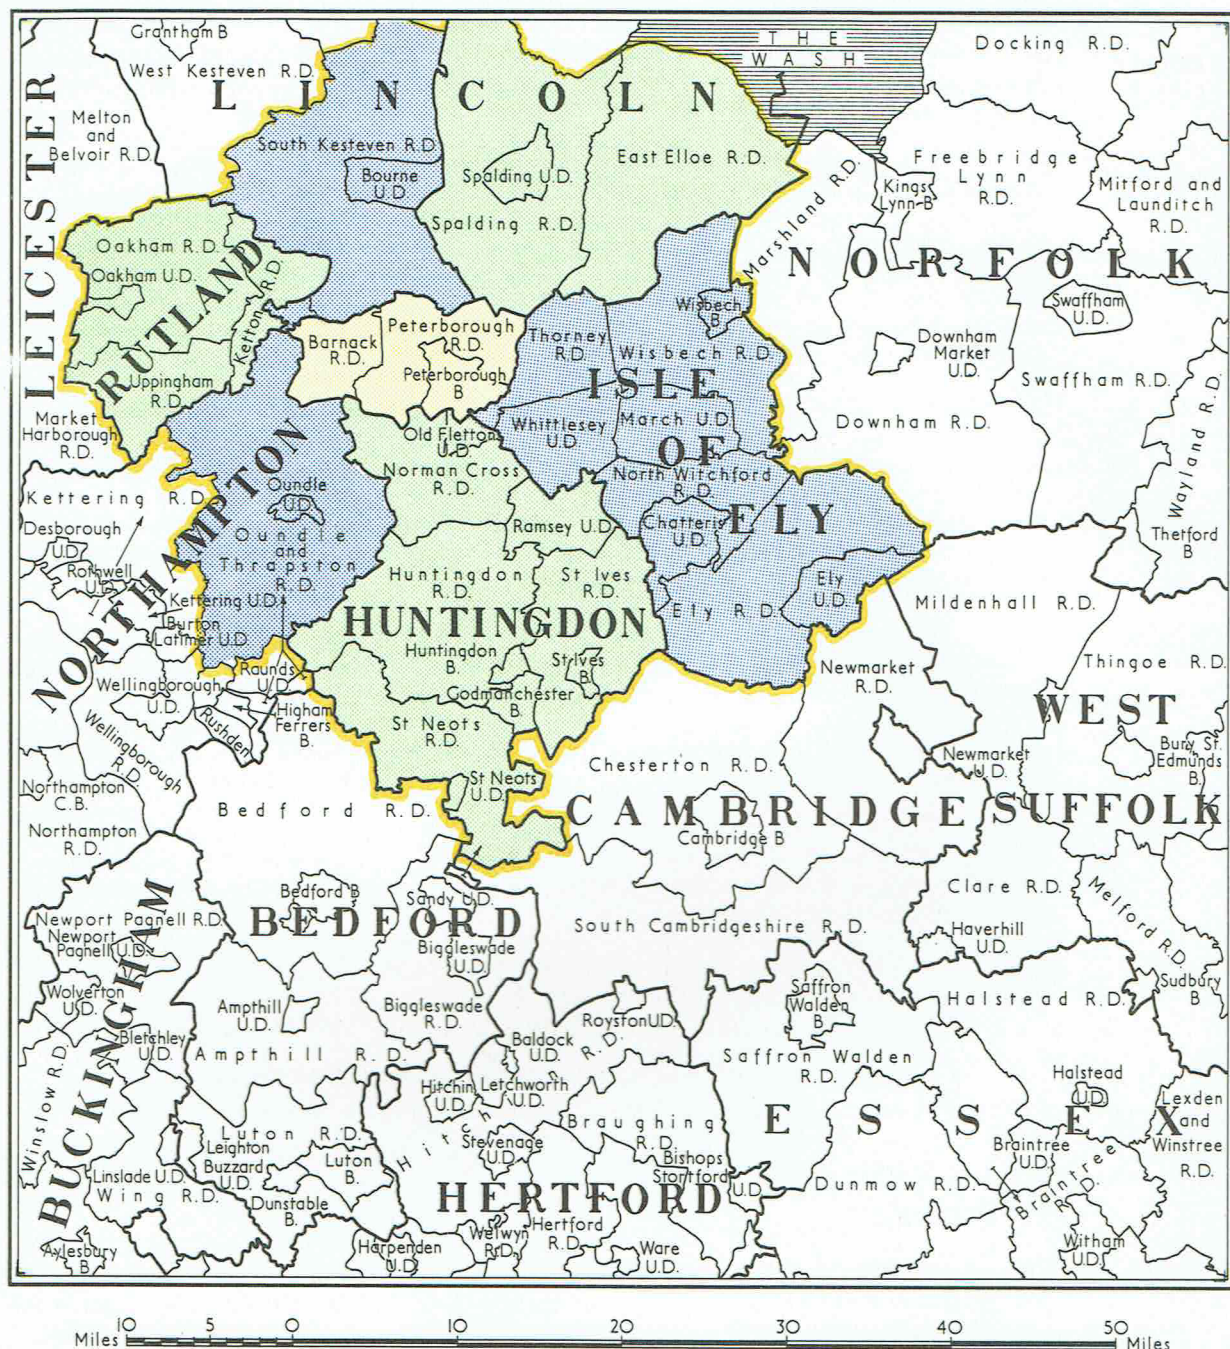 Grantham B
West Kesteven R.D.
THE
WASH
Docking R.D.
LINCOLN
LEICESTER
Melton
and
Belvoir R.D.
South Kesteven R.D.
Bourne
U.D.
Spalding U.D.
East Elloe R.D.
Spalding R.D.
Marshland R.D.
Freebridge
Lynn
R.D.
Kings
Lynn B
Mitford and
Launditch
R.D.
NORFOLK
Oakham R.D.
Oakham U.D.
RUTLAND
Ketton R.D.
Uppingham
R.D.
Barnack
R.D.
Peterborough
R.D.
Peterborough
B
Thorney
R.D.
Wisbech
B
Wisbech R.D.
ISLE
OF
ELY
Whittlesey
U.D.
March U.D.
North Witchford
R.D.
Chatteris
U.D.
Ely
U.D.
Ely R.D.
Swaffham
U.D.
Downham
Market
U.D.
Swaffham R.D.
Downham R.D.
Wayland R.D.
Thetford
B
Market
Harborough
R.D.
Kettering R.D.
Desborough
U.D.
Rothwell
U.D.
Kettering U.D.
Burton
Latimer U.D.
NORTHAMPTON
Oundle
U.D.
Oundle
and
Thrapston
R.D.
Raunds
U.D.
Wellingborough
U.D.
Rushden
Higham
Ferrers
B.
Wellingborough
R.D.
Northampton
C.B.
Northampton
R.D.
Old Fletton
U.D.
Norman Cross
R.D.
Ramsey U.D.
Huntingdon
R.D.
St Ives
R.D.
HUNTINGDON
Huntingdon
B.
St Ives
B
Godmanchester
B
St Neots
R.D.
St Neots
U.D.
Mildenhall R.D.
Newmarket
R.D.
Thingoe R.D.
WEST
SUFFOLK
Newmarket
U.D.
Bury St.
Edmunds
B.
Chesterton R.D.
CAMBRIDGE
Cambridge B
South Cambridgeshire R.D.
Clare R.D.
Haverhill
U.D.
Melford R.D.
Sudbury
B
Bedford R.D.
Bedford B
BEDFORD
Sandy U.D.
Biggleswade
U.D.
Biggleswade
R.D.
Ampthill
U.D.
Ampthill R.D.
Luton R.D.
Leighton
Buzzard
U.D.
Luton
B.
Dunstable
B.
Newport Pagnell R.D.
Newport
Pagnell U.D.
Wolverton
U.D.
Bletchley
U.D.
BUCKINGHAM
Winslow R.D.
Linslade U.D.
Wing R.D.
Aylesbury
B
Royston U.D.
Baldock
U.D.
Hitchin
U.D.
Letchworth
U.D.
Hitchin R.D.
Stevenage
U.D.
Braughing
R.D.
Bishops
Stortford
U.D.
HERTFORD
Harpenden
U.D.
Welwyn
R.D.
Hertford
R.D.
Ware
U.D.
Saffron
Walden
B
Saffron Walden
R.D.
Halstead R.D.
Halstead
U.D.
ESSEX
Lexden
and
Winstree
R.D.
Braintree
U.D.
Braintree
R.D.
Dunmow R.D.
Witham
U.D.
Miles 10 5 0 10 20 30 40 50 Miles